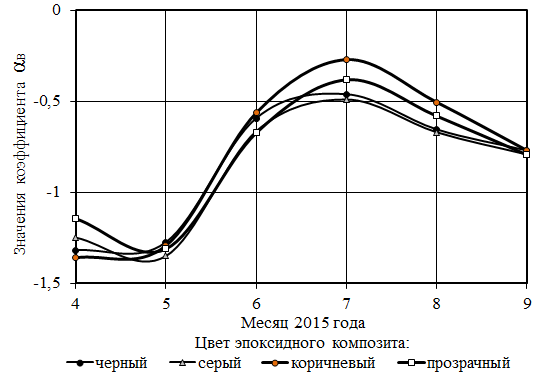 Значения коэффициента αв
0
-0,5
-1
-1,5
4 5 6 7 8 9
Месяц 2015 года
Цвет эпоксидного композита:
черный серый коричневый прозрачный